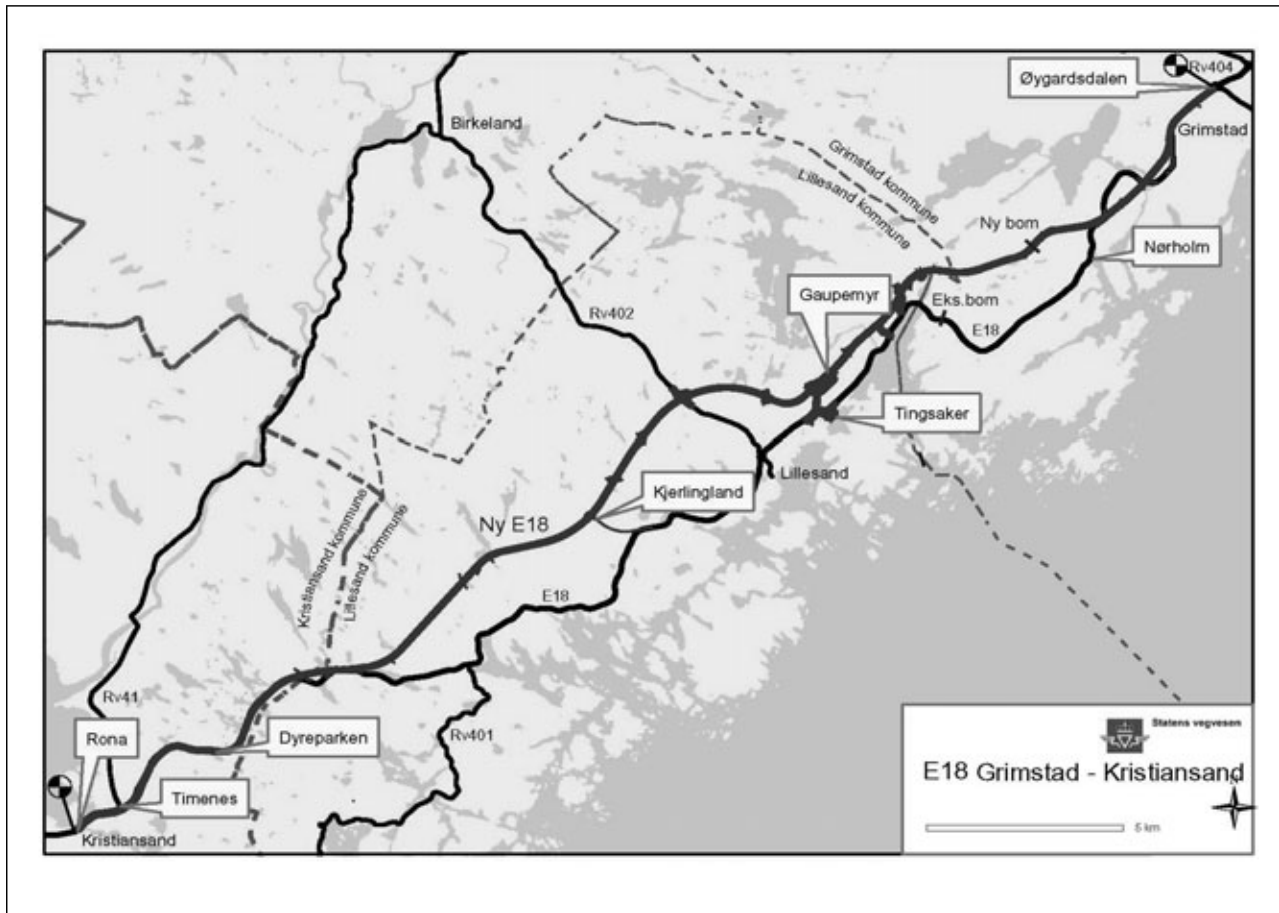 Rv404
Øygardsdalen
Birkeland
Grimstad
Grimstad kommune
Lillesand kommune
Ny bom
Nørholm
Gaupemyr
Eks.bom
E18
Rv402
Tingsaker
Lillesand
Kjerlingland
Ny E18
Kristiansand kommune
Lillesand kommune
E18
Rv41
Rona
Dyreparken
Rv401
Timenes
Kristiansand
Statens vegvesen
E18 Grimstad - Kristiansand
N
5 km